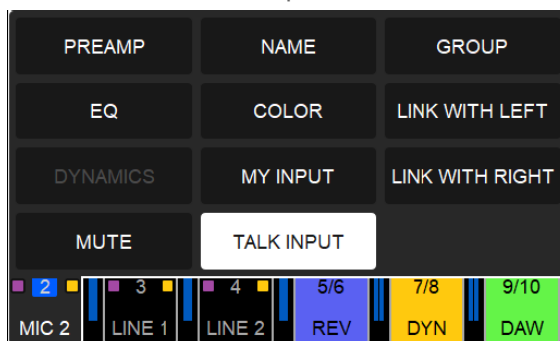 PREAMP NAME GROUP
EQ COLOR LINK WITH LEFT
DYNAMICS MY INPUT LINK WITH RIGHT
MUTE TALK INPUT
2 3 4 5/6 7/8 9/10
MIC 2 LINE 1 LINE 2 REV DYN DAW